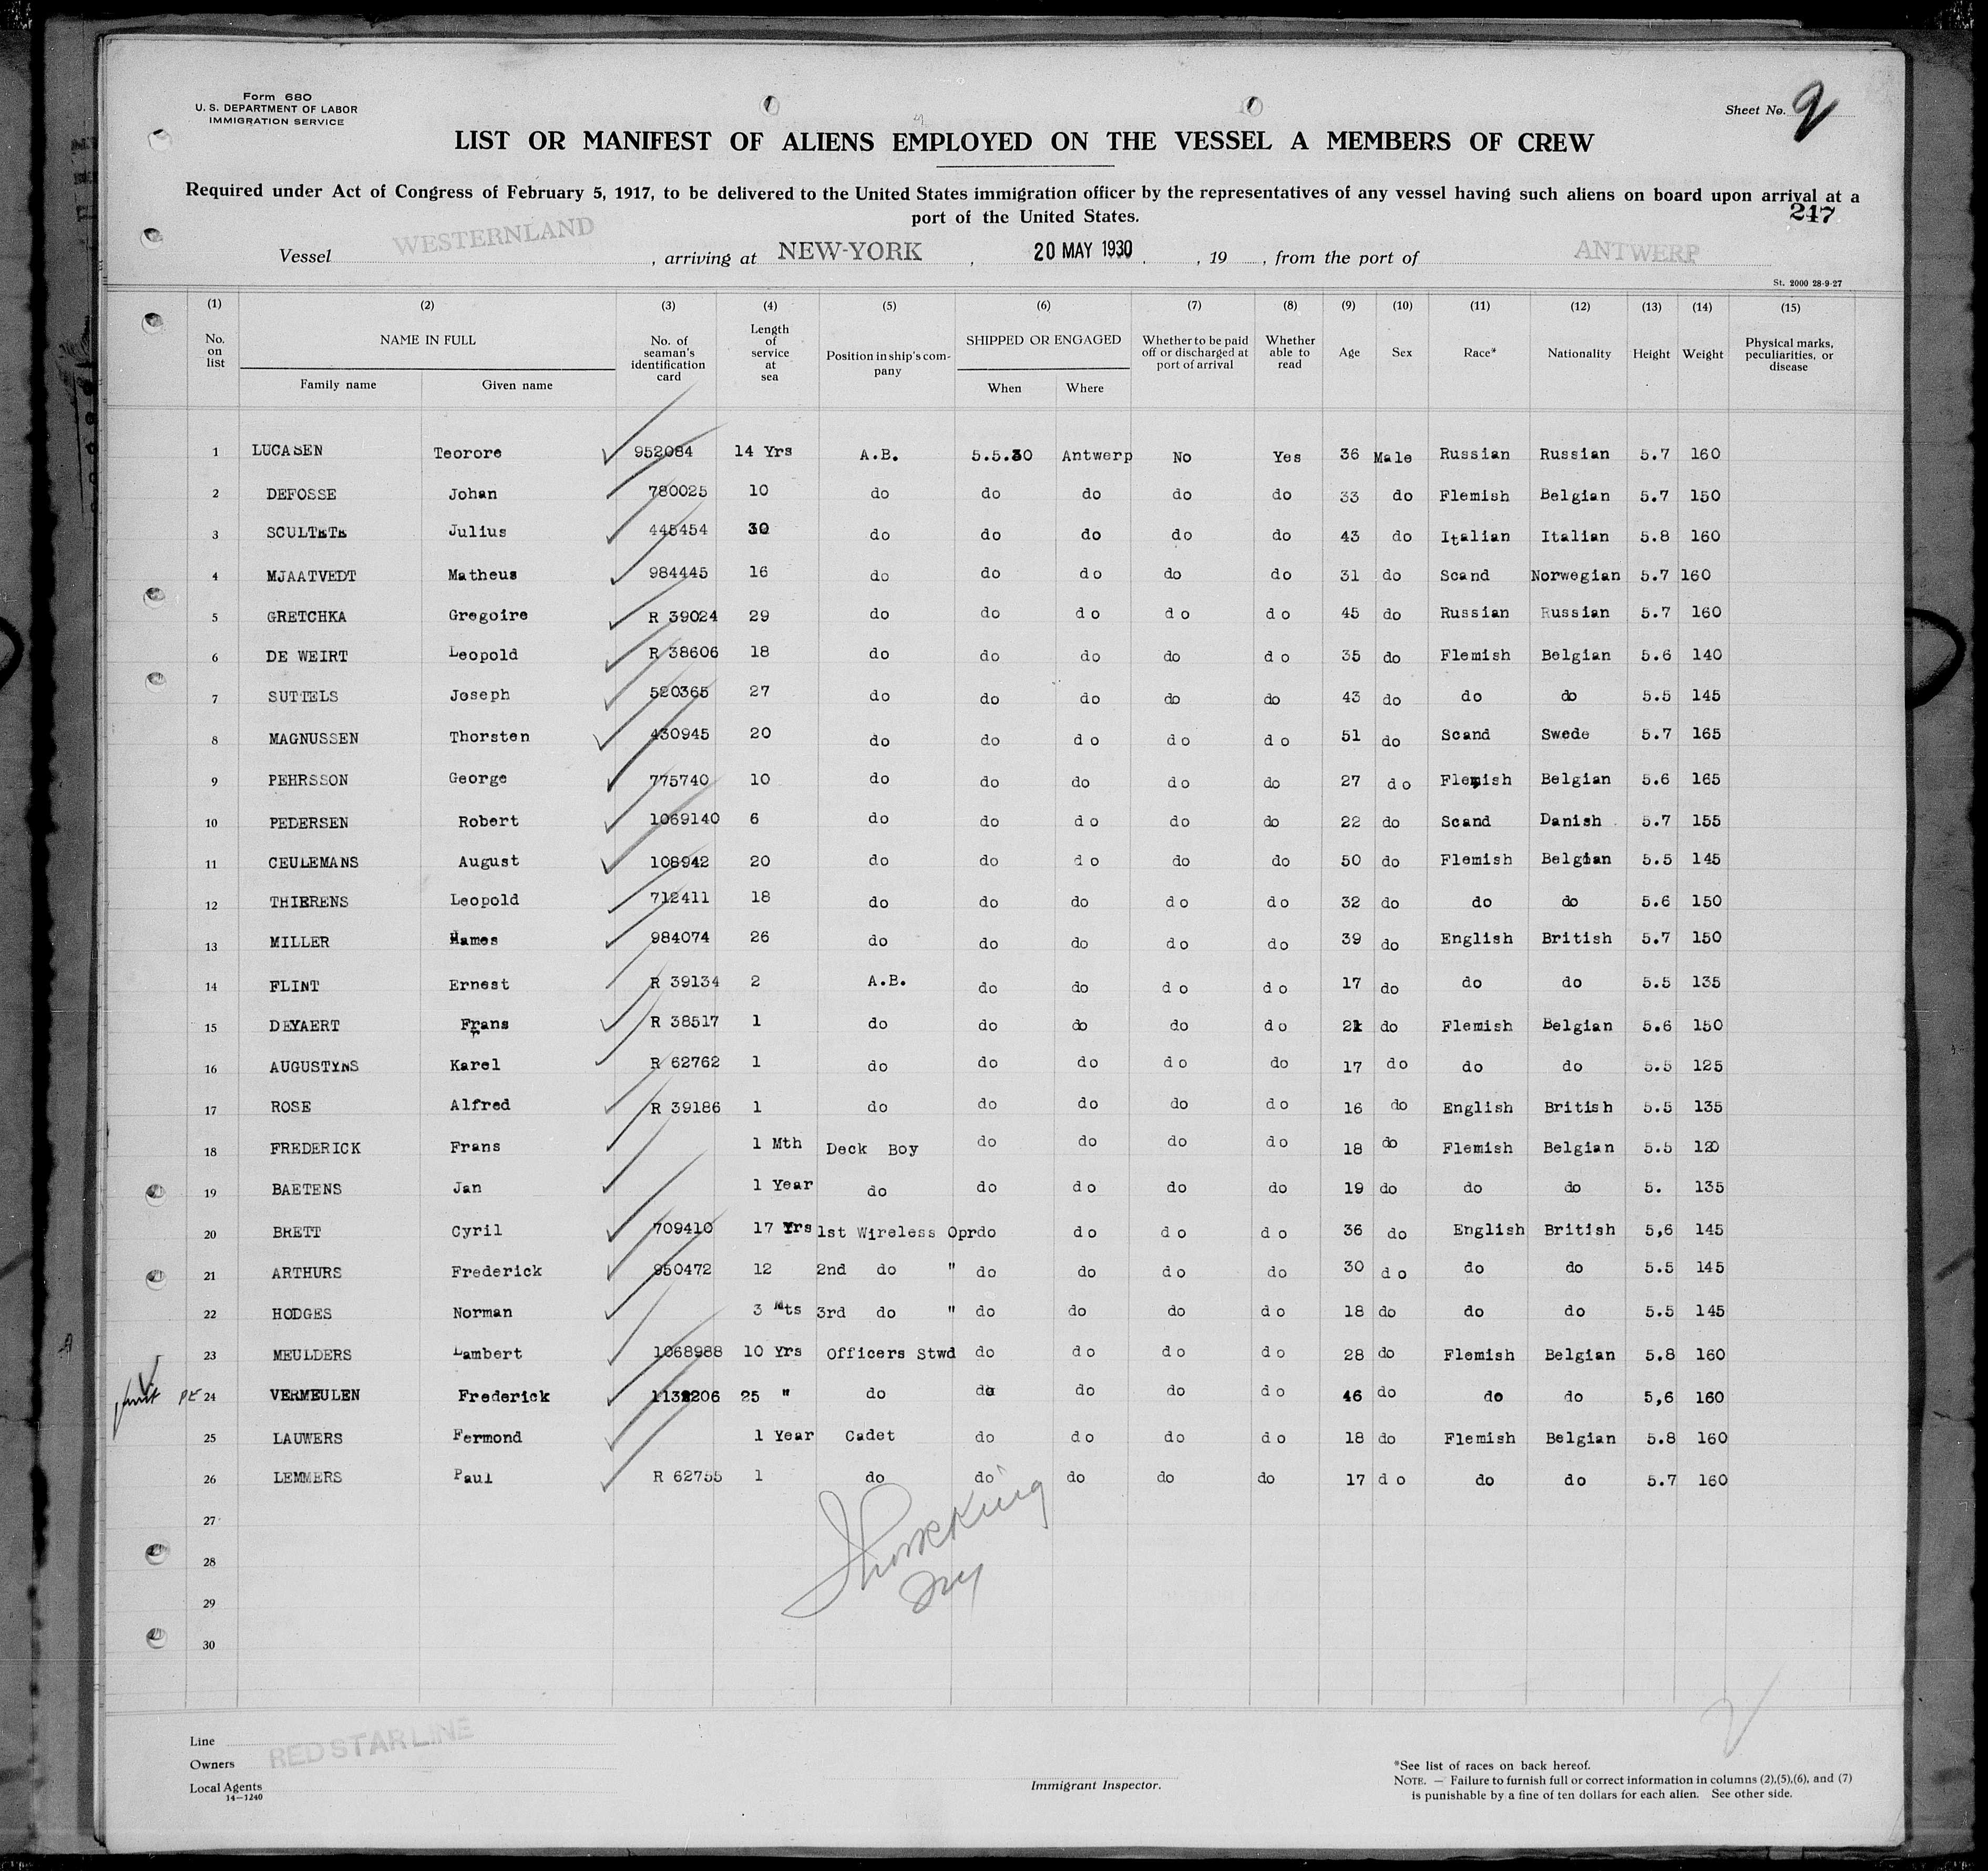 Form 680
U. S. DEPARTMENT OF LABOR
IMMIGRATION SERVICE
Sheet No. 2
LIST OR MANIFEST OF ALIENS EMPLOYED ON THE VESSEL A MEMBERS OF CREW
Required under Act of Congress of February 5, 1917, to be delivered to the United States immigration officer by the representatives of any vessel having such aliens on board upon arrival at a
port of the United States.
247
Vessel WESTERNLAND , arriving at NEW-YORK , 20 MAY 1930 , 19 , from the port of ANTWERP
St. 2000 28-9-27
(1) (2) (3) (4) (5) (6) (7) (8) (9) (10) (11) (12) (13) (14) (15)
No. on list NAME IN FULL Family name Given name No. of seaman's identification card Length of service at sea Position in ship's company SHIPPED OR ENGAGED When Where Whether to be paid off or discharged at port of arrival Whether able to read Age Sex Race* Nationality Height Weight Physical marks, peculiarities, or disease
1 LUCASEN Teorore 952084 14 Yrs A.B. 5.5.30 Antwerp No Yes 36 Male Russian Russian 5.7 160
2 DEFOSSE Johan 780025 10 do do do do do 33 do Flemish Belgian 5.7 150
3 SCULTETE Julius 445454 30 do do do do do 43 do Italian Italian 5.8 160
4 MJAATVEDT Matheus 984445 16 do do do do do 31 do Scand Norwegian 5.7 160
5 GRETCHKA Gregoire R 39024 29 do do do do do 45 do Russian Russian 5.7 160
6 DE WEIRT Leopold R 38606 18 do do do do do 35 do Flemish Belgian 5.6 140
7 SUTTELS Joseph 520365 27 do do do do do 43 do do do 5.5 145
8 MAGNUSSEN Thorsten 430945 20 do do do do do 51 do Scand Swede 5.7 165
9 PEHRSSON George 775740 10 do do do do do 27 do Flemish Belgian 5.6 165
10 PEDERSEN Robert 1069140 6 do do do do do 22 do Scand Danish 5.7 155
11 CEULEMANS August 108942 20 do do do do do 50 do Flemish Belgian 5.5 145
12 THIERENS Leopold 712411 18 do do do do do 32 do do do 5.6 150
13 MILLER Hames 984074 26 do do do do do 39 do English British 5.7 150
14 FLINT Ernest R 39134 2 A.B. do do do do 17 do do do 5.5 135
15 DEYAERT Frans R 38517 1 do do do do do 21 do Flemish Belgian 5.6 150
16 AUGUSTYNS Karel R 62762 1 do do do do do 17 do do do 5.5 125
17 ROSE Alfred R 39186 1 do do do do do 16 do English British 5.5 135
18 FREDERICK Frans 1 Mth Deck Boy do do do do 18 do Flemish Belgian 5.5 120
19 BAETENS Jan 1 Year do do do do do 19 do do do 5. 135
20 BRETT Cyril 709410 17 Yrs 1st Wireless Opr do do do do 36 do English British 5,6 145
21 ARTHURS Frederick 950472 12 2nd do " do do do do 30 do do do 5.5 145
22 HODGES Norman 3 Mts 3rd do " do do do do 18 do do do 5.5 145
23 MEULDERS Lambert 1068988 10 Yrs Officers Stwd do do do do 28 do Flemish Belgian 5.8 160
24 VERMEULEN Frederick 1132206 25 " do do do do do 46 do do do 5,6 160
25 LAUWERS Fermond 1 Year Cadet do do do do 18 do Flemish Belgian 5.8 160
26 LEMMERS Paul R 62755 1 do do do do do 17 do do do 5.7 160
27
28
29
30
2
Line RED STAR LINE
Owners
Local Agents
14—1240
Immigrant Inspector.
*See list of races on back hereof.
NOTE. — Failure to furnish full or correct information in columns (2),(5),(6), and (7)
is punishable by a fine of ten dollars for each alien. See other side.